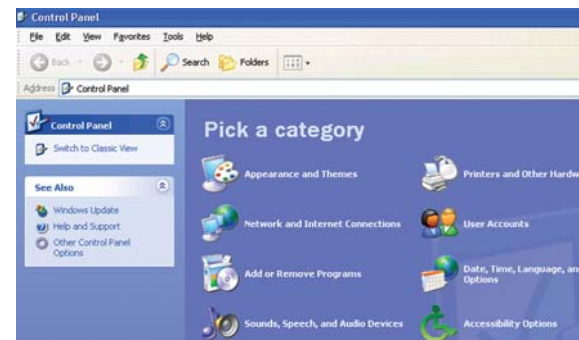 Control Panel
File Edit View Favorites Tools Help
Back Search Folders
Address Control Panel
Control Panel
Switch to Classic View
See Also
Windows Update
Help and Support
Other Control Panel
Options
Pick a category
Appearance and Themes
Printers and Other Hardw
Network and Internet Connections
User Accounts
Add or Remove Programs
Date, Time, Language, an
Options
Sounds, Speech, and Audio Devices
Accessibility Options